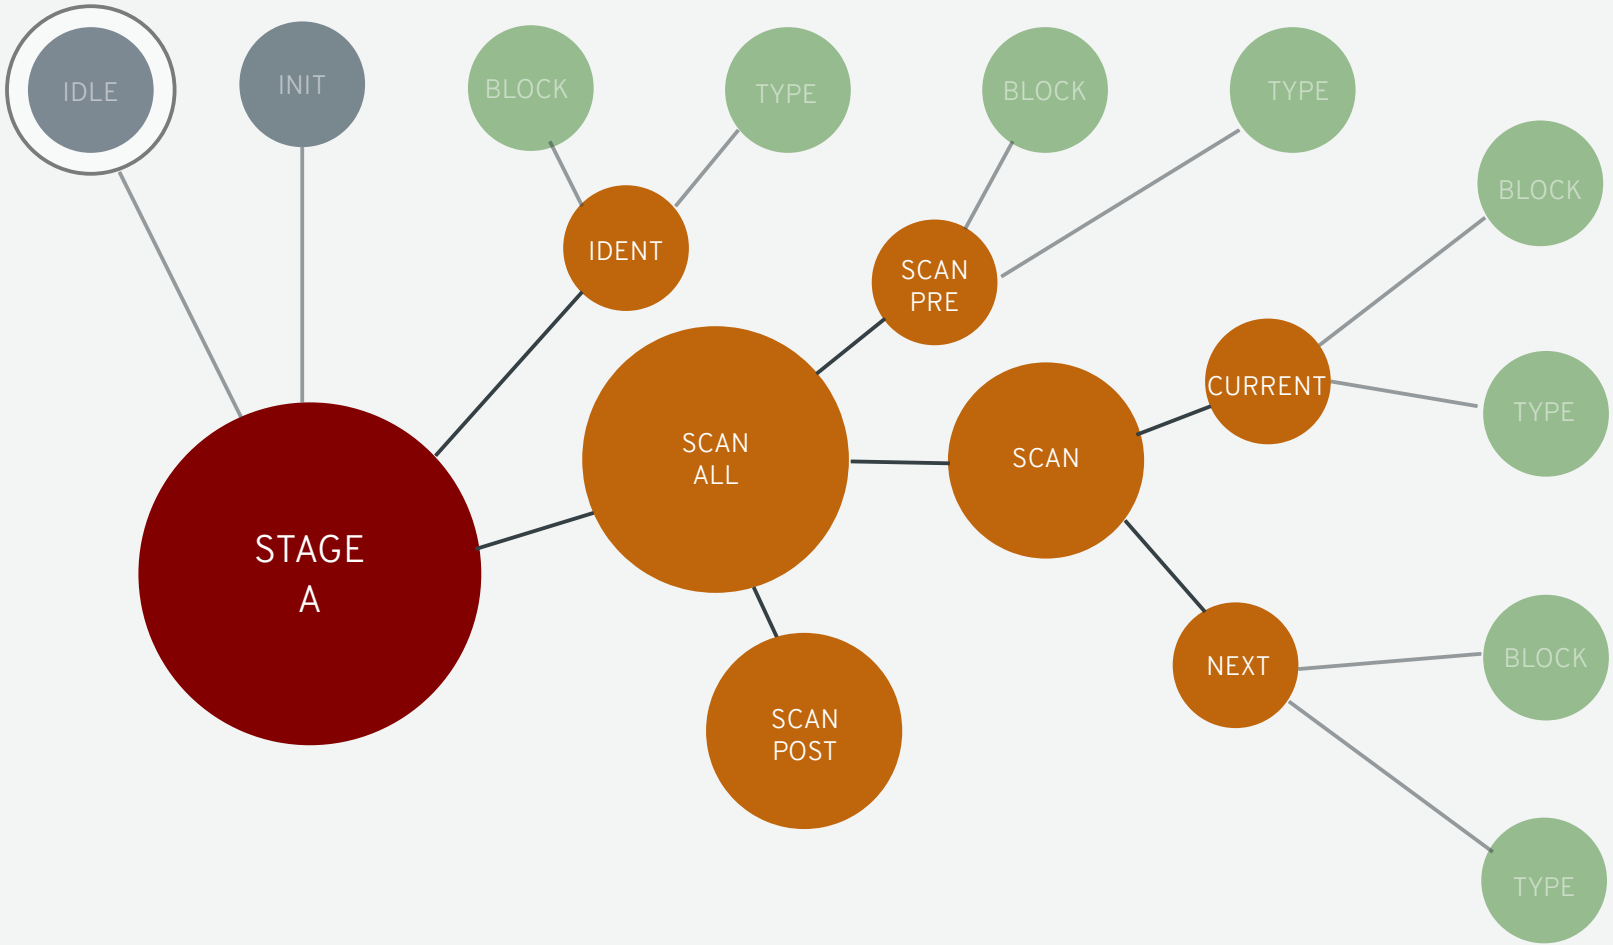 IDLE
INIT
BLOCK
TYPE
BLOCK
TYPE
BLOCK
IDENT
SCAN
PRE
CURRENT
TYPE
SCAN
ALL
SCAN
STAGE
A
NEXT
BLOCK
SCAN
POST
TYPE